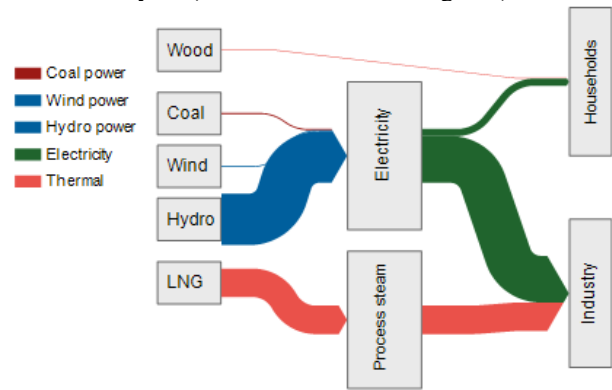 Wood
Households
Coal power
Wind power
Hydro power
Electricity
Thermal
Coal
Electricity
Wind
Hydro
LNG
Process steam
Industry